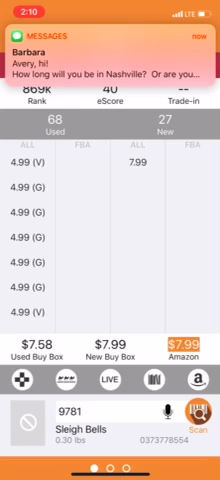 2:10
LTE
MESSAGES
now
Barbara
Avery, hi!
How long will you be in Nashville? Or are you...
869k
40
--
Rank
eScore
Trade-in
68
27
Used
New
ALL
FBA
ALL
FBA
4.99 (V)
7.99
4.99 (G)
4.99 (G)
4.99 (G)
4.99 (G)
4.99 (G)
4.99 (V)
$7.58
$7.99
$7.99
Used Buy Box
New Buy Box
Amazon
LIVE
a
9781
Scan
Sleigh Bells
0.30 lbs
0373778554